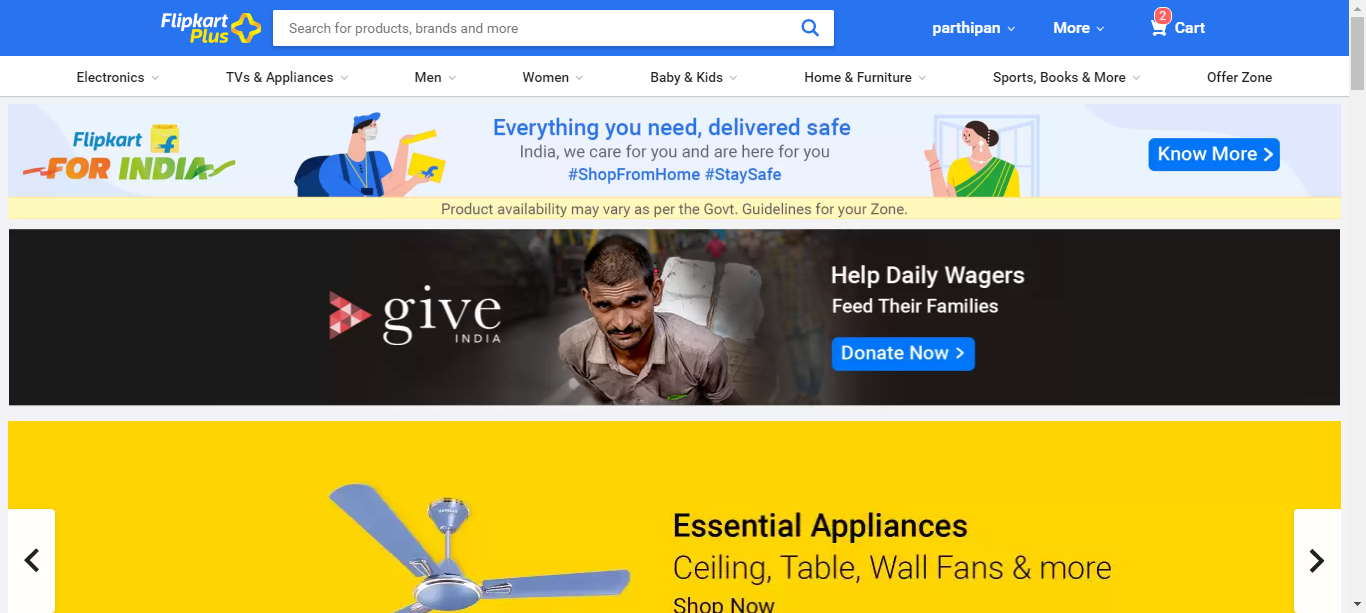 Flipkart
Plus
Search for products, brands and more
parthipan
More
2
Cart
Electronics
TVs & Appliances
Men
Women
Baby & Kids
Home & Furniture
Sports, Books & More
Offer Zone
Flipkart
FOR INDIA
Everything you need, delivered safe
India, we care for you and are here for you
#ShopFromHome #StaySafe
Know More
Product availability may vary as per the Govt. Guidelines for your Zone.
give
INDIA
Help Daily Wagers
Feed Their Families
Donate Now
Essential Appliances
Ceiling, Table, Wall Fans & more
Shop Now